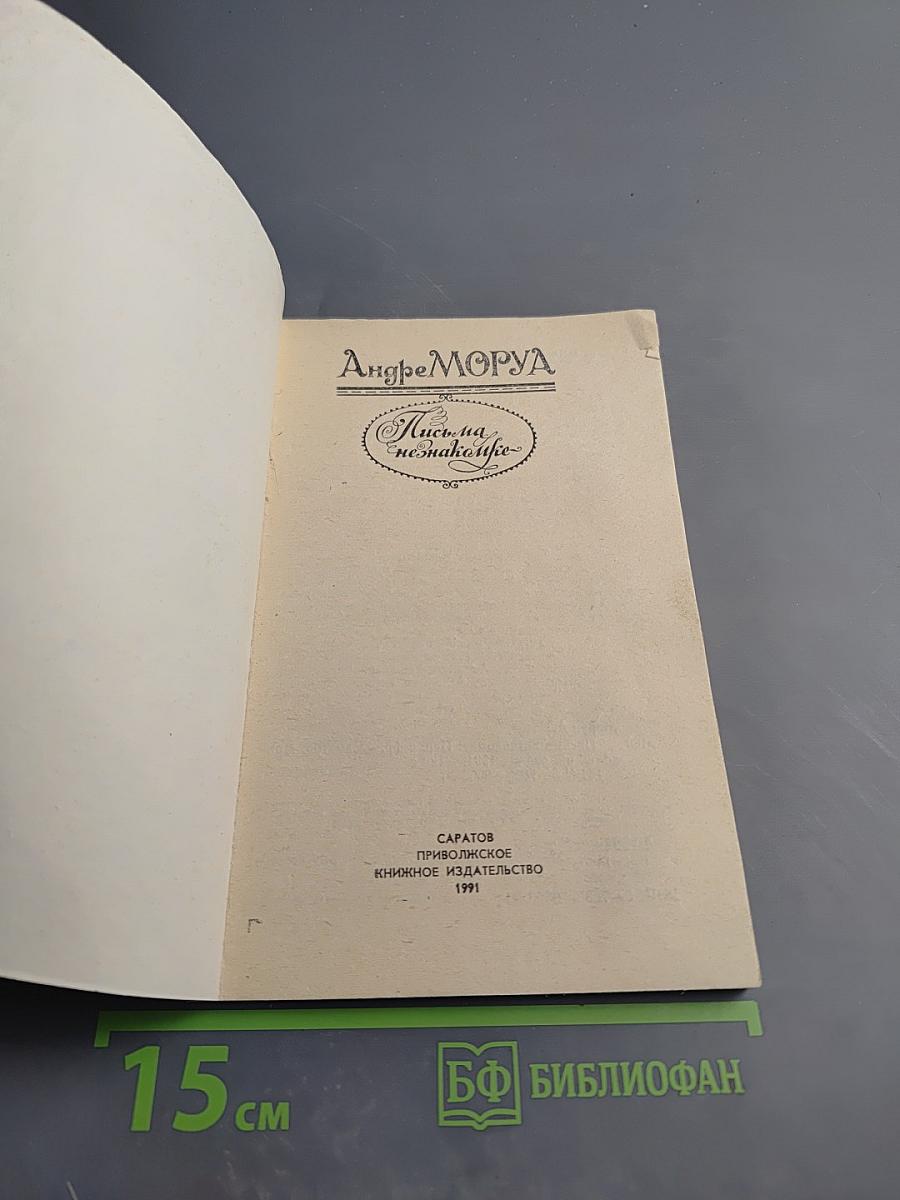 Андре МОРУА
Письма
незнакомке
САРАТОВ
ПРИВОЛЖСКОЕ
КНИЖНОЕ ИЗДАТЕЛЬСТВО
1991
15 см
БФ БИБЛИОФАН